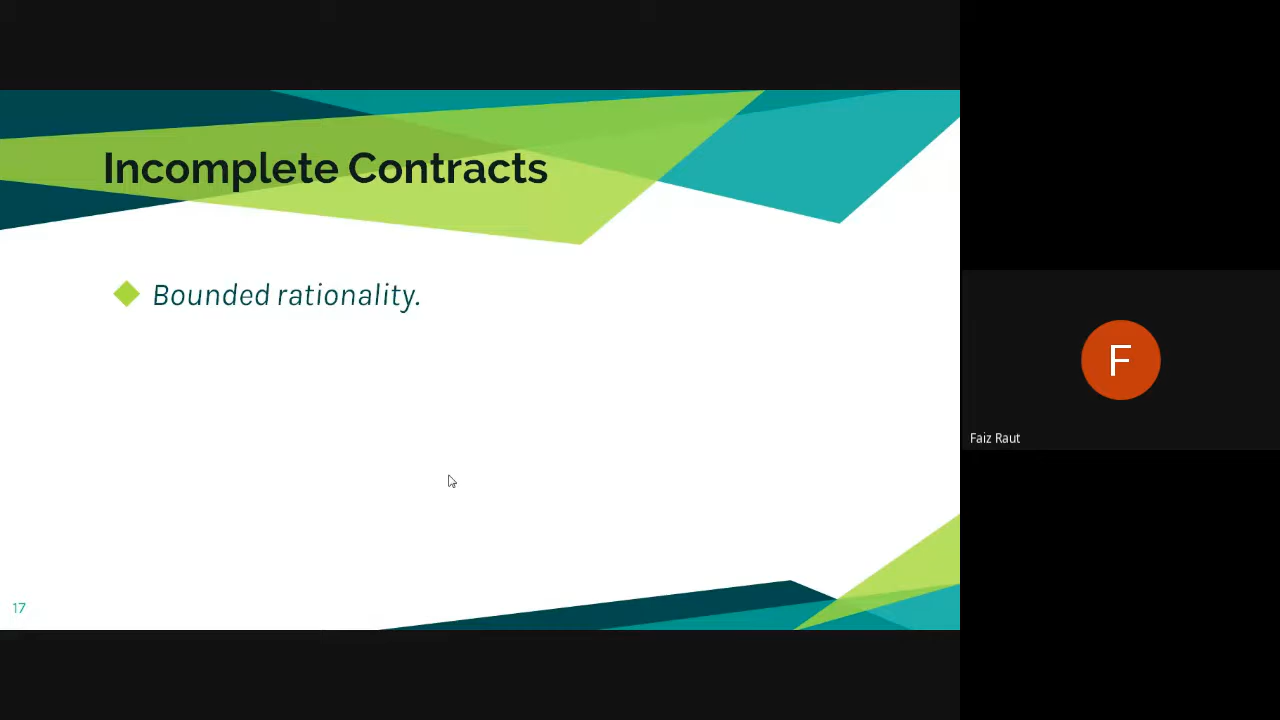 Incomplete Contracts
Bounded rationality.
17
F
Faiz Raut